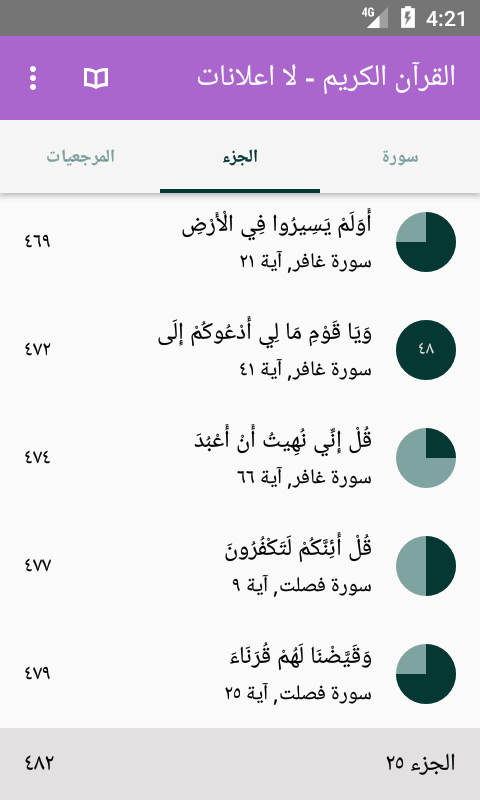 4G 4:21
القرآن الكريم - لا اعلانات
سورة
الجزء
المرجعيات
أَوَلَمْ يَسِيرُوا فِي الْأَرْضِ
سورة غافر, آية ٢١
٤٦٩
٤٨
وَيَا قَوْمِ مَا لِي أَدْعُوكُمْ إِلَى
سورة غافر, آية ٤١
٤٧٢
قُلْ إِنِّي نُهِيتُ أَنْ أَعْبُدَ
سورة غافر, آية ٦٦
٤٧٤
قُلْ أَئِنَّكُمْ لَتَكْفُرُونَ
سورة فصلت, آية ٩
٤٧٧
وَقَيَّضْنَا لَهُمْ قُرَنَاءَ
سورة فصلت, آية ٢٥
٤٧٩
الجزء ٢٥
٤٨٢